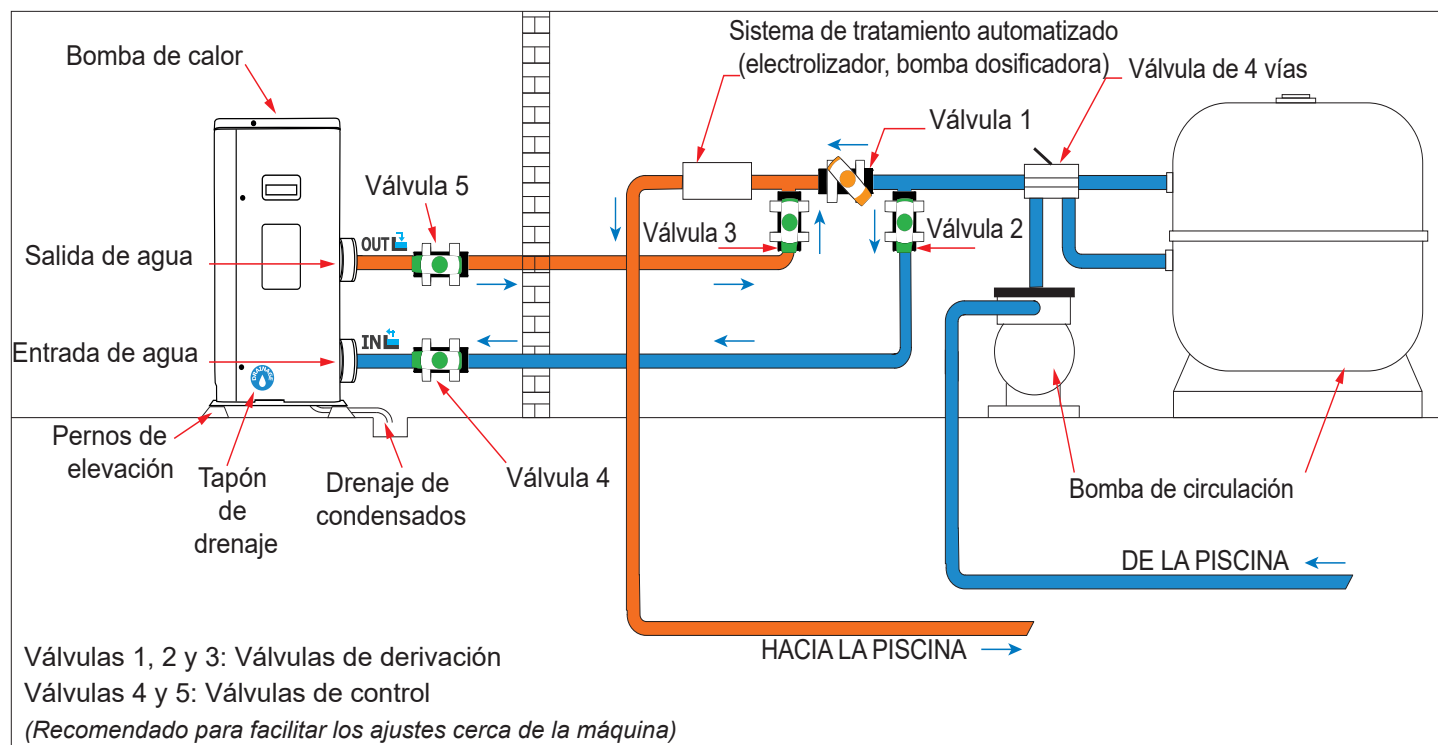 Sistema de tratamiento automatizado
(electrolizador, bomba dosificadora)
Bomba de calor
Válvula de 4 vías
Válvula 1
Válvula 5
Válvula 3
Válvula 2
OUT
Salida de agua
IN
Entrada de agua
DRAINAGE
Pernos de
elevación
Tapón
de
drenaje
Drenaje de
condensados
Válvula 4
Bomba de circulación
DE LA PISCINA
HACIA LA PISCINA
Válvulas 1, 2 y 3: Válvulas de derivación
Válvulas 4 y 5: Válvulas de control
(Recomendado para facilitar los ajustes cerca de la máquina)